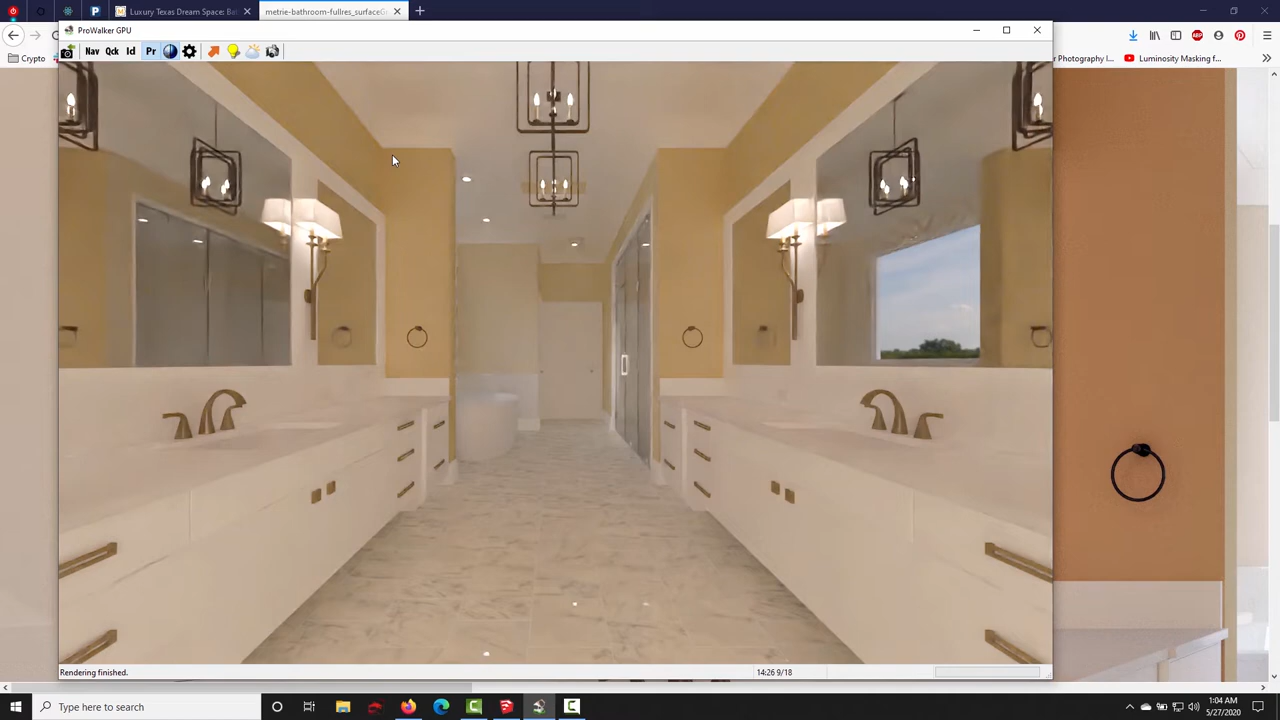 Luxury Texas Dream Space: Ba
metrie-bathroom-fullres_surfaceG
ProWalker GPU
Crypto
r Photography I...
Luminosity Masking f...
Nav Qck Id Pr
Rendering finished.
14:26 9/18
Type here to search
1:04 AM
5/27/2020